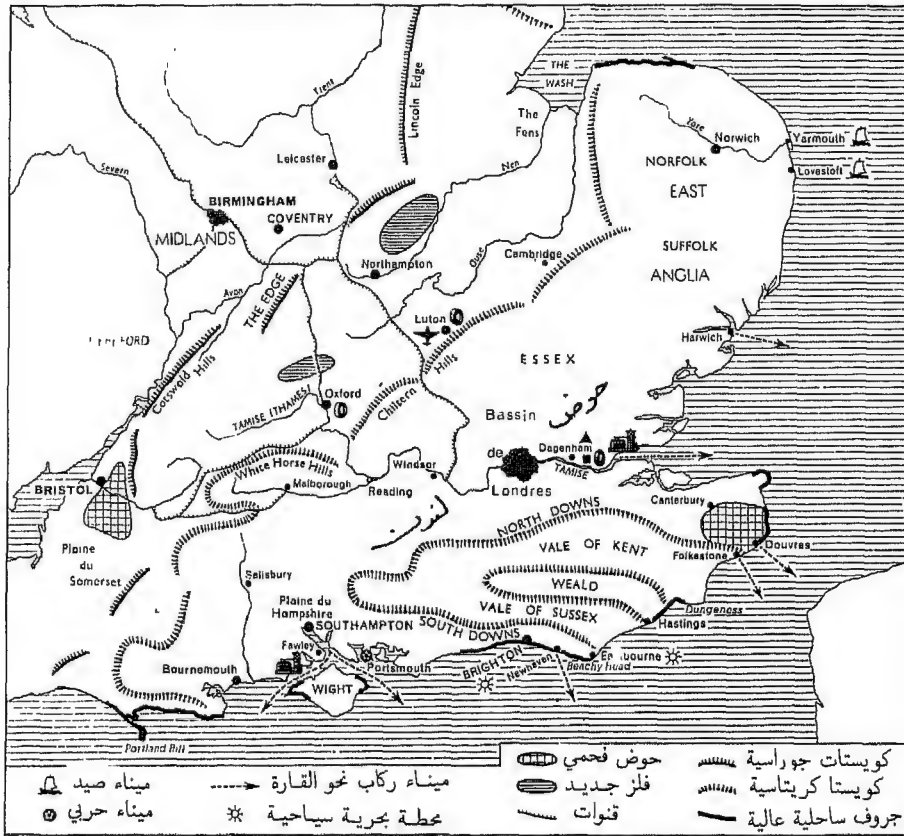 THE
WASH
Trent
Lincoln Edge
The
Fens
Yare
Norwich
Yarmouth
Leicester
Nen
NORFOLK
Lovestoft
Severn
EAST
BIRMINGHAM
COVENTRY
MIDLANDS
SUFFOLK
Northampton
Ouse
Cambridge
ANGLIA
Avon
THE EDGE
Luton
Harwich
Cotswold Hills
Hills
ESSEX
Chiltern
Oxford
حوض
TAMISE (THAMES)
Bassin
de
Dagenham
White Horse Hills
Windsor
TAMISE
BRISTOL
Malborough
Reading
Londres
Canterbury
لندن
NORTH DOWNS
Plaine
du
Somerset
VALE OF KENT
Douvres
Folkestone
Salisbury
WEALD
Plaine du
Hampshire
VALE OF SUSSEX
Dungeness
Hastings
SOUTHAMPTON
SOUTH DOWNS
Fawley
Portsmouth
BRIGHTON
Newhaven
Beachy Head
Bournemouth
WIGHT
Portland Bill
كويستات جوراسية
حوض فحمي
ميناء ركاب نحو القارة
ميناء صيد
كويستا كريتاسية
فلز جديد
محطة بحرية سياحية
ميناء حربي
جروف ساحلية عالية
قنوات